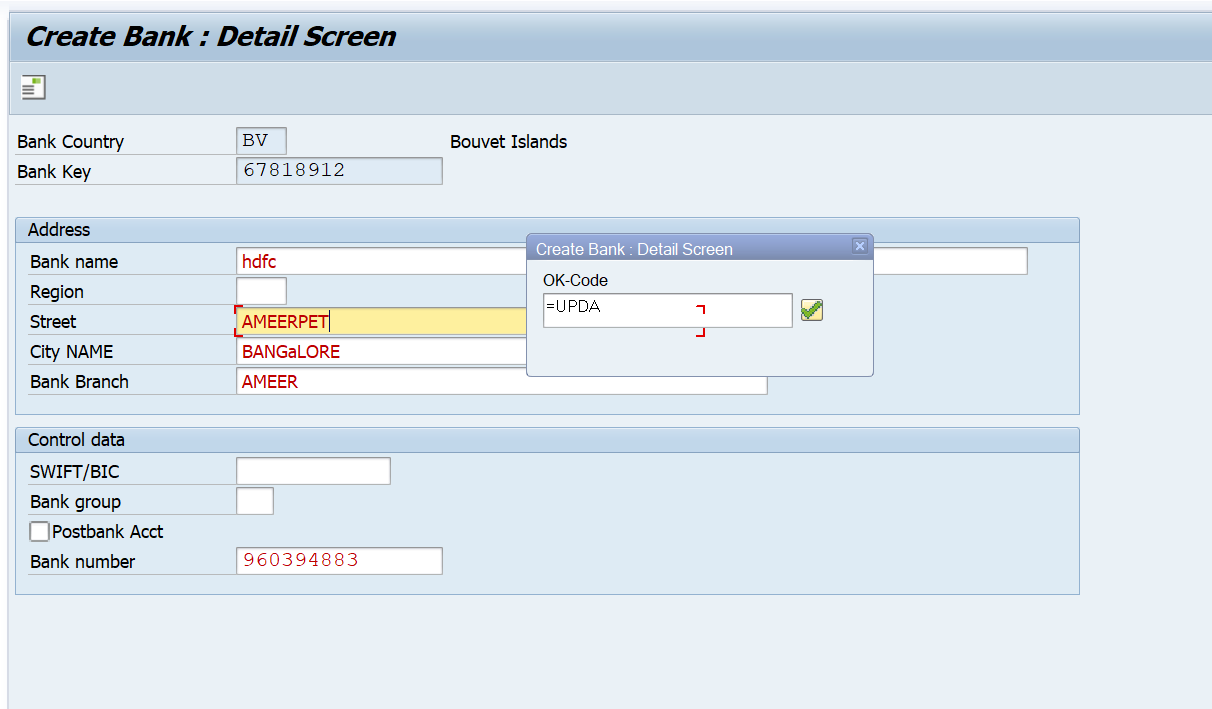 Create Bank : Detail Screen
Bank Country BV Bouvet Islands
Bank Key 67818912
Address
Bank name hdfc
Region
Street AMEERPET
City NAME BANGaLORE
Bank Branch AMEER
Create Bank : Detail Screen
OK-Code
=UPDA
Control data
SWIFT/BIC
Bank group
Postbank Acct
Bank number 960394883